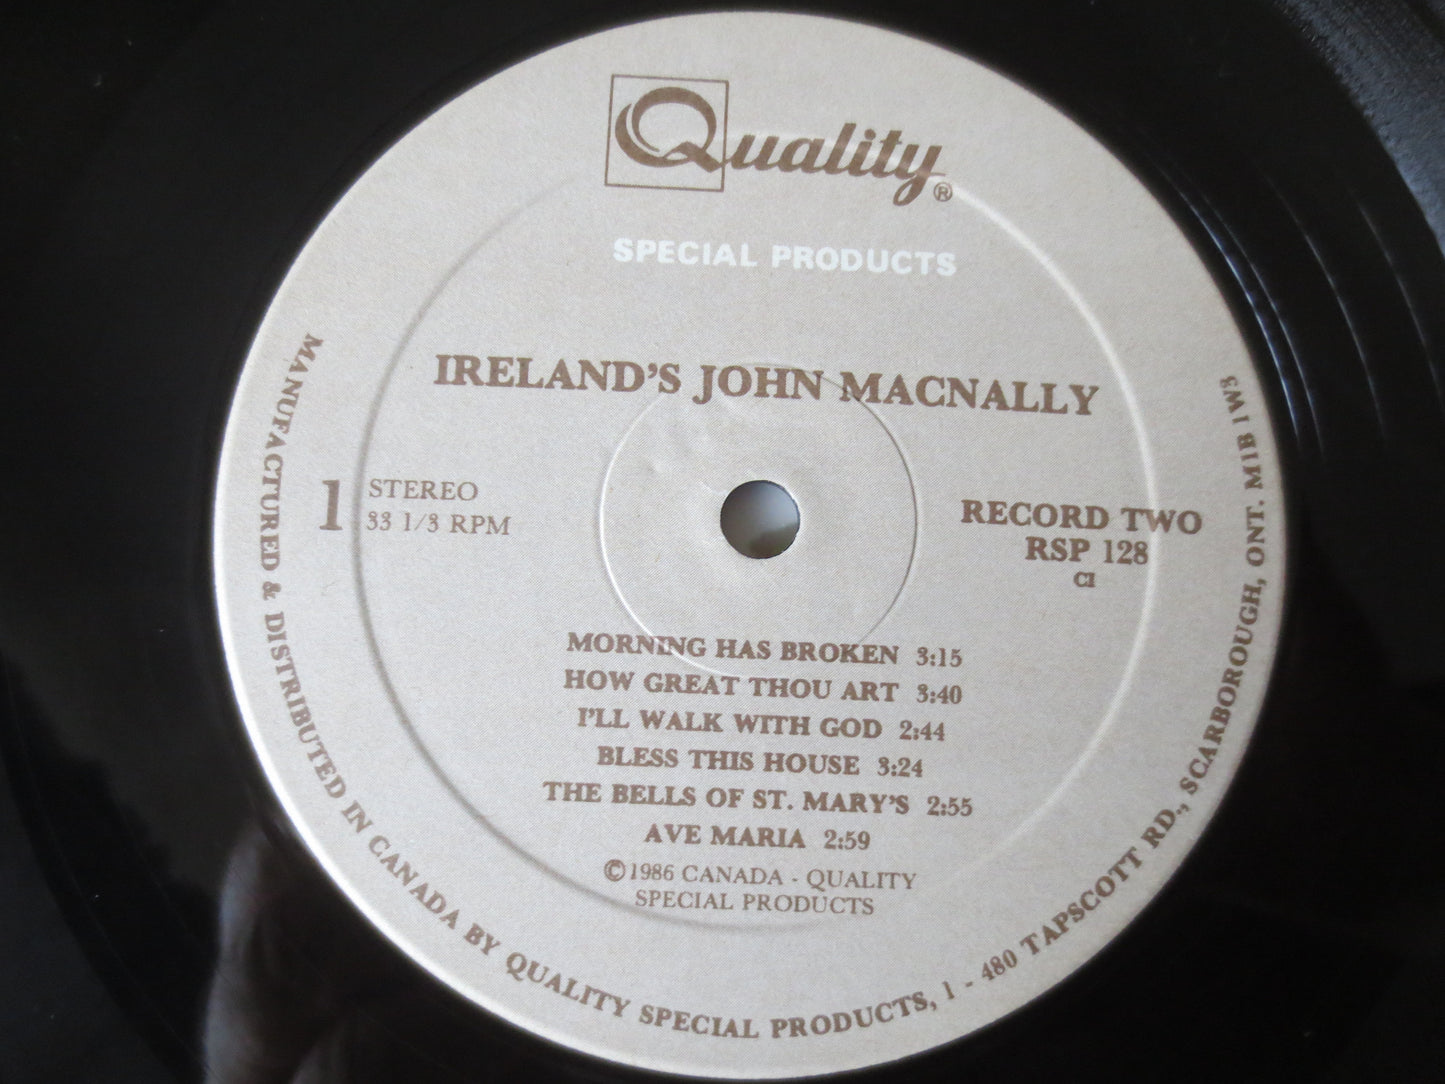 Quality®
SPECIAL PRODUCTS
IRELAND'S JOHN MACNALLY
1 STEREO
33 1/3 RPM
RECORD TWO
RSP 128
CI
MORNING HAS BROKEN 3:15
HOW GREAT THOU ART 3:40
I'LL WALK WITH GOD 2:44
BLESS THIS HOUSE 3:24
THE BELLS OF ST. MARY'S 2:55
AVE MARIA 2:59
©1986 CANADA - QUALITY
SPECIAL PRODUCTS
MANUFACTURED & DISTRIBUTED IN CANADA BY QUALITY SPECIAL PRODUCTS, 1 - 480 TAPSCOTT RD., SCARBOROUGH, ONT. M1B 1W3